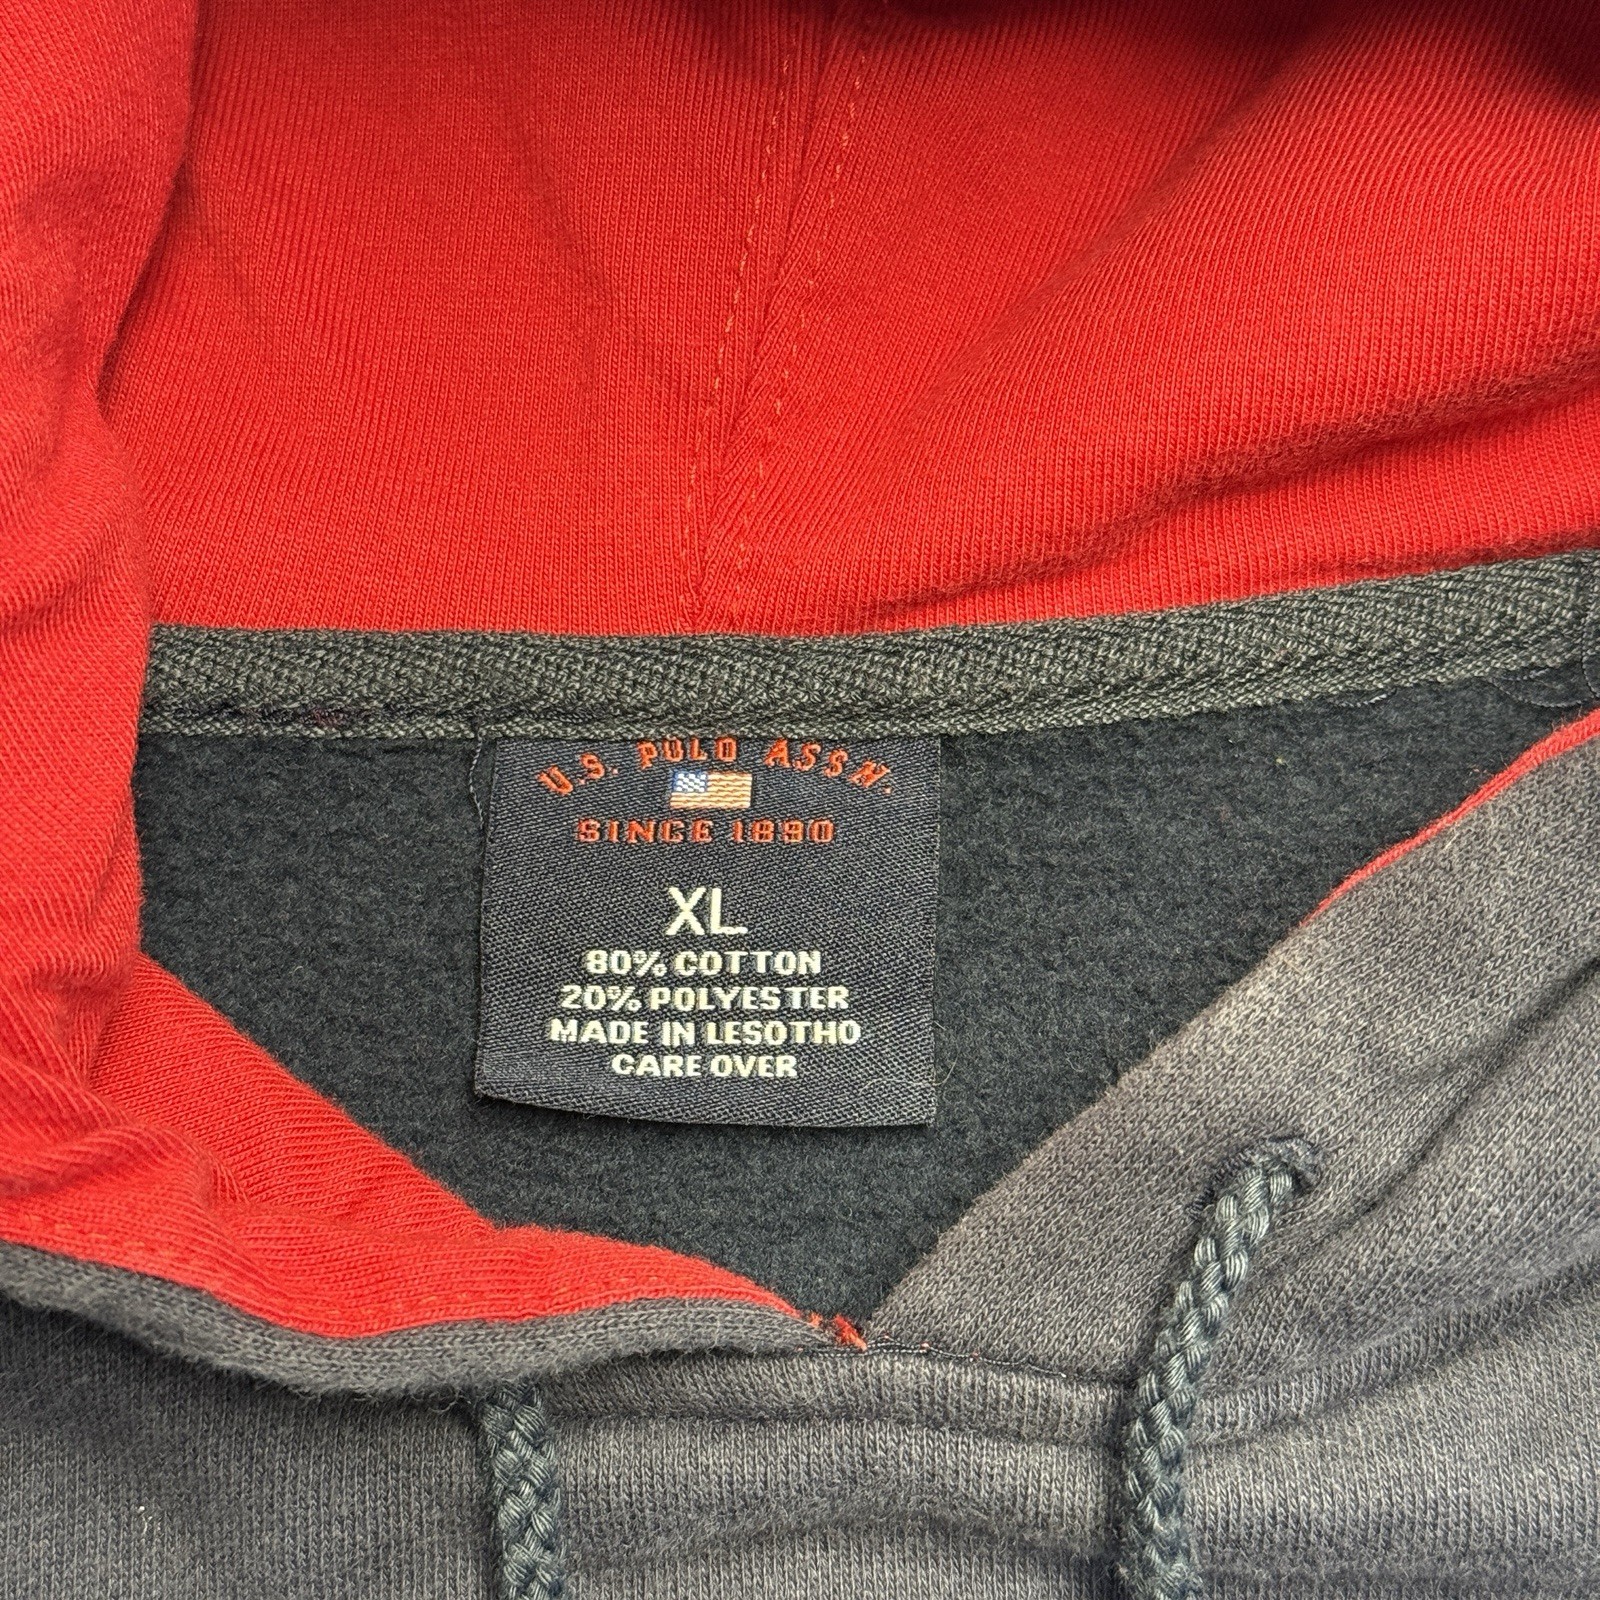 U.S. POLO ASSN.
SINCE 1890
XL
80% COTTON
20% POLYESTER
MADE IN LESOTHO
CARE OVER